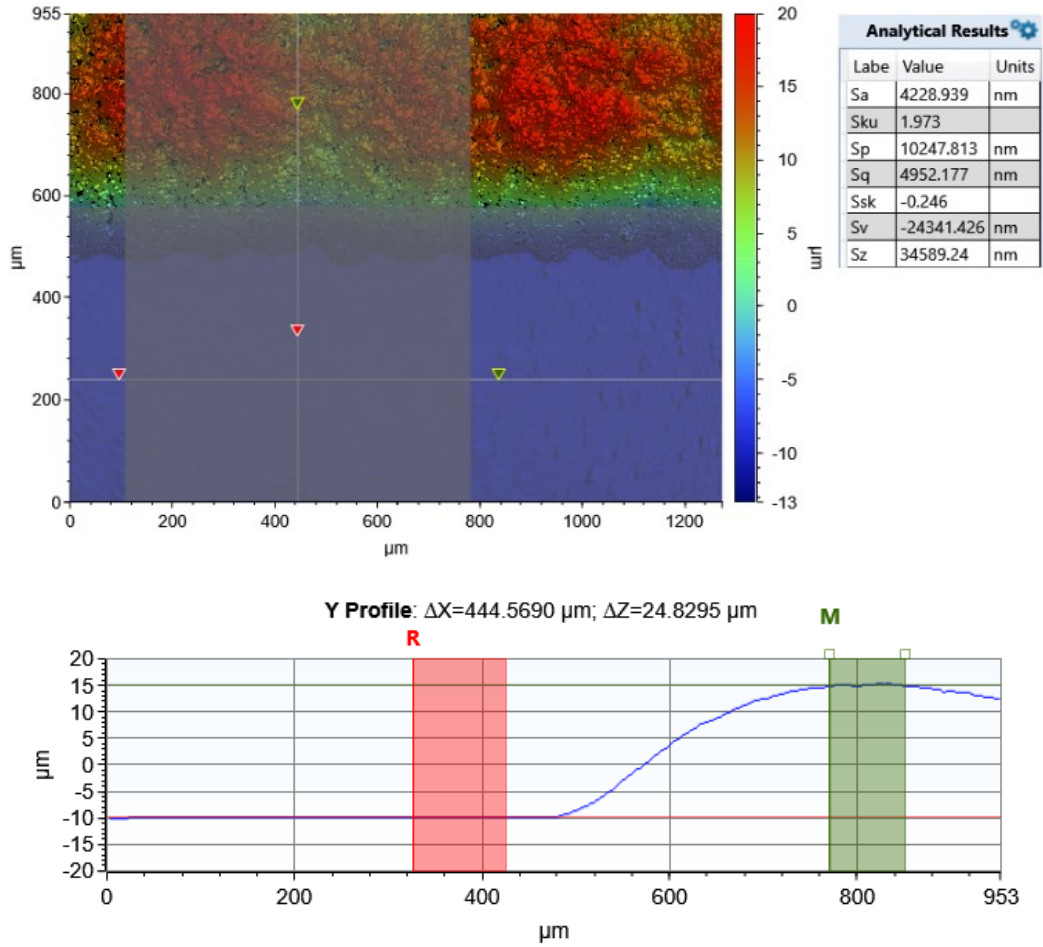 955
800
600
400
200
0
µm
0 200 400 600 800 1000 1200
µm
20
15
10
5
0
-5
-10
-13
µm
Analytical Results
Labe Value Units
Sa 4228.939 nm
Sku 1.973
Sp 10247.813 nm
Sq 4952.177 nm
Ssk -0.246
Sv -24341.426 nm
Sz 34589.24 nm
Y Profile: ΔX=444.5690 µm; ΔZ=24.8295 µm
R
M
20
15
10
5
0
-5
-10
-15
-20
µm
0 200 400 600 800 953
µm